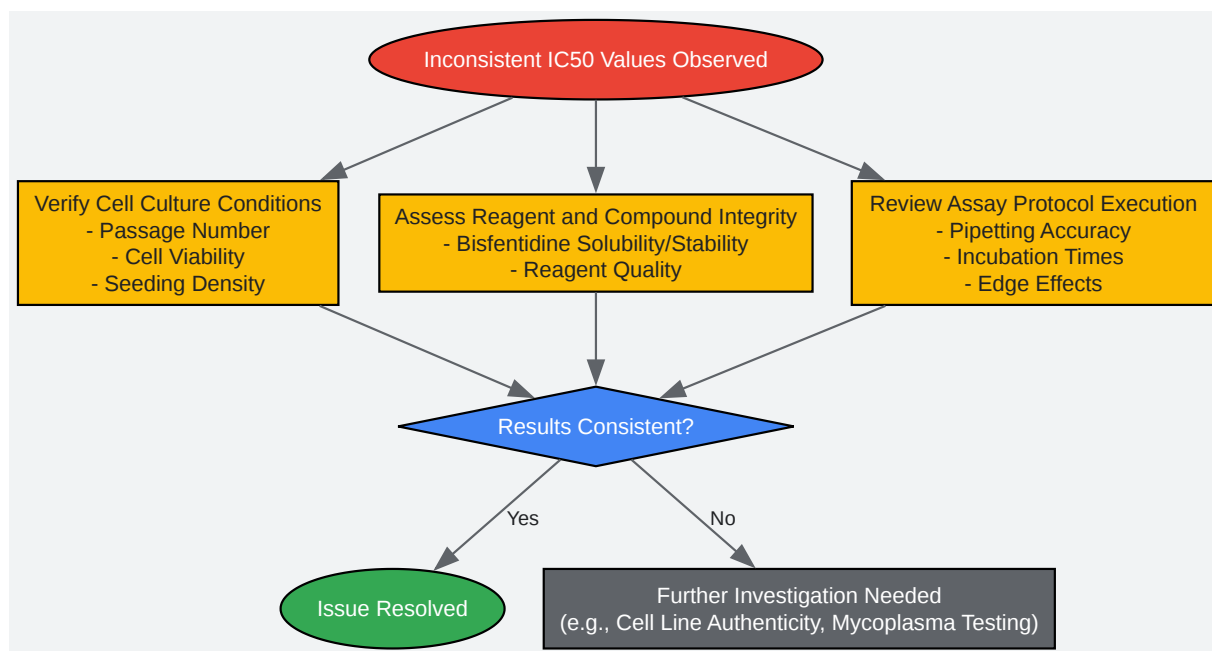 Inconsistent IC50 Values Observed
Verify Cell Culture Conditions
- Passage Number
- Cell Viability
- Seeding Density
Assess Reagent and Compound Integrity
- Bisfentidine Solubility/Stability
- Reagent Quality
Review Assay Protocol Execution
- Pipetting Accuracy
- Incubation Times
- Edge Effects
Results Consistent?
Yes
No
Issue Resolved
Further Investigation Needed
(e.g., Cell Line Authenticity, Mycoplasma Testing)